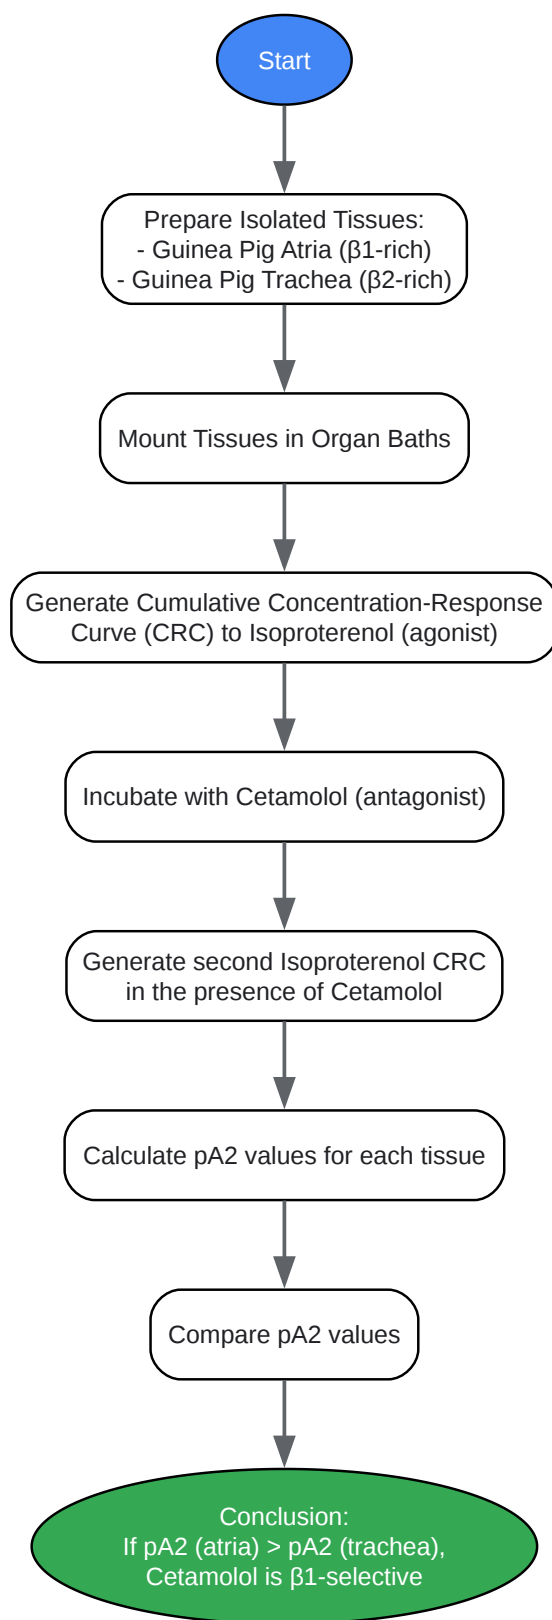 Start
Prepare Isolated Tissues:
- Guinea Pig Atria (β1-rich)
- Guinea Pig Trachea (β2-rich)
Mount Tissues in Organ Baths
Generate Cumulative Concentration-Response
Curve (CRC) to Isoproterenol (agonist)
Incubate with Cetamolol (antagonist)
Generate second Isoproterenol CRC
in the presence of Cetamolol
Calculate pA2 values for each tissue
Compare pA2 values
Conclusion:
If pA2 (atria) > pA2 (trachea),
Cetamolol is β1-selective